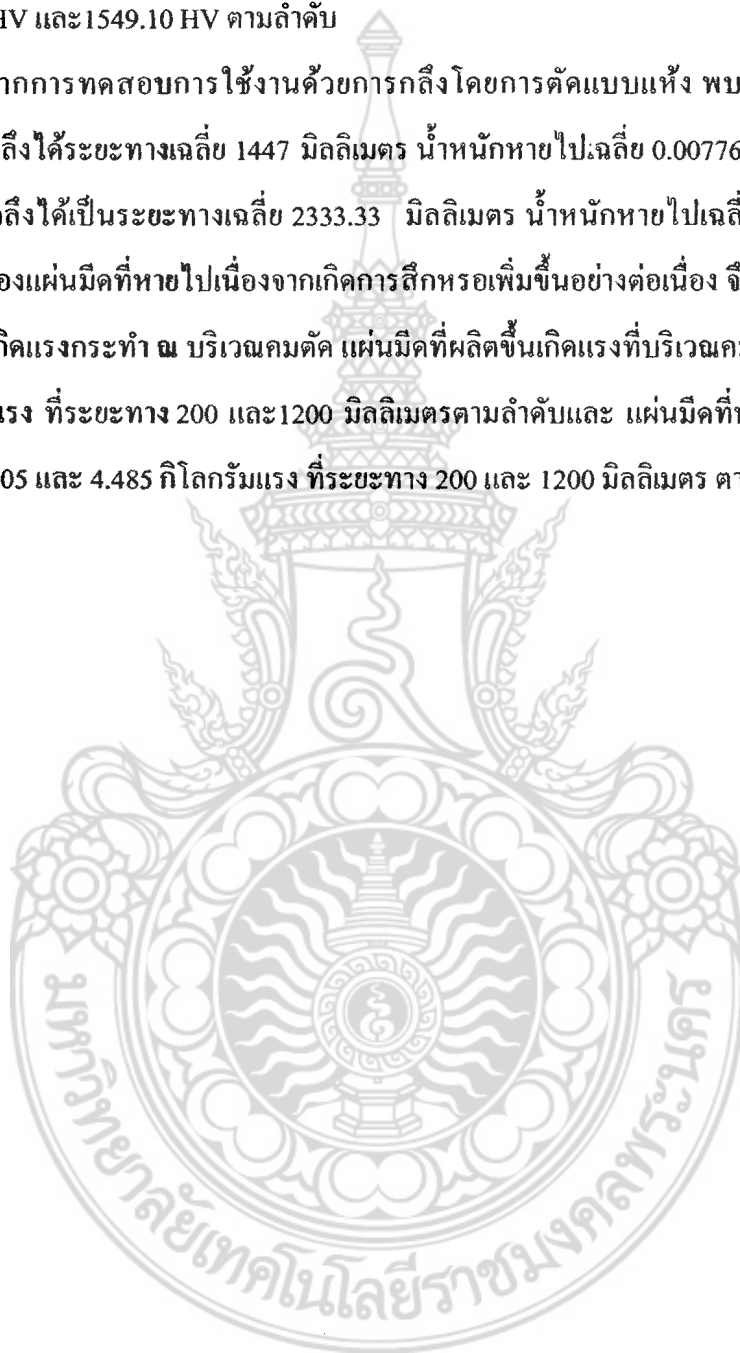 HV และ1549.10 HV ตามลำดับ
ากการทดสอบการใช้งานด้วยการกลึงโดยการตัดแบบแห้ง พบ
ลึงได้ระยะทางเฉลี่ย 1447 มิลลิเมตร น้ำหนักหายไปเฉลี่ย 0.00776
ลึงได้เป็นระยะทางเฉลี่ย 2333.33 มิลลิเมตร น้ำหนักหายไปเฉลี่
องแผ่นมีดที่หายไปเนื่องจากเกิดการสึกหรอเพิ่มขึ้นอย่างต่อเนื่อง จึ
กิดแรงกระทำ ณ บริเวณคมตัด แผ่นมีดที่ผลิตขึ้นเกิดแรงที่บริเวณค
แรง ที่ระยะทาง 200 และ1200 มิลลิเมตรตามลำดับและ แผ่นมีดที่
05 และ 4.485 กิโลกรัมแรง ที่ระยะทาง 200 และ 1200 มิลลิเมตร ต
มหาวิทยาลัยเทคโนโลยีราชมงคลพระนคร